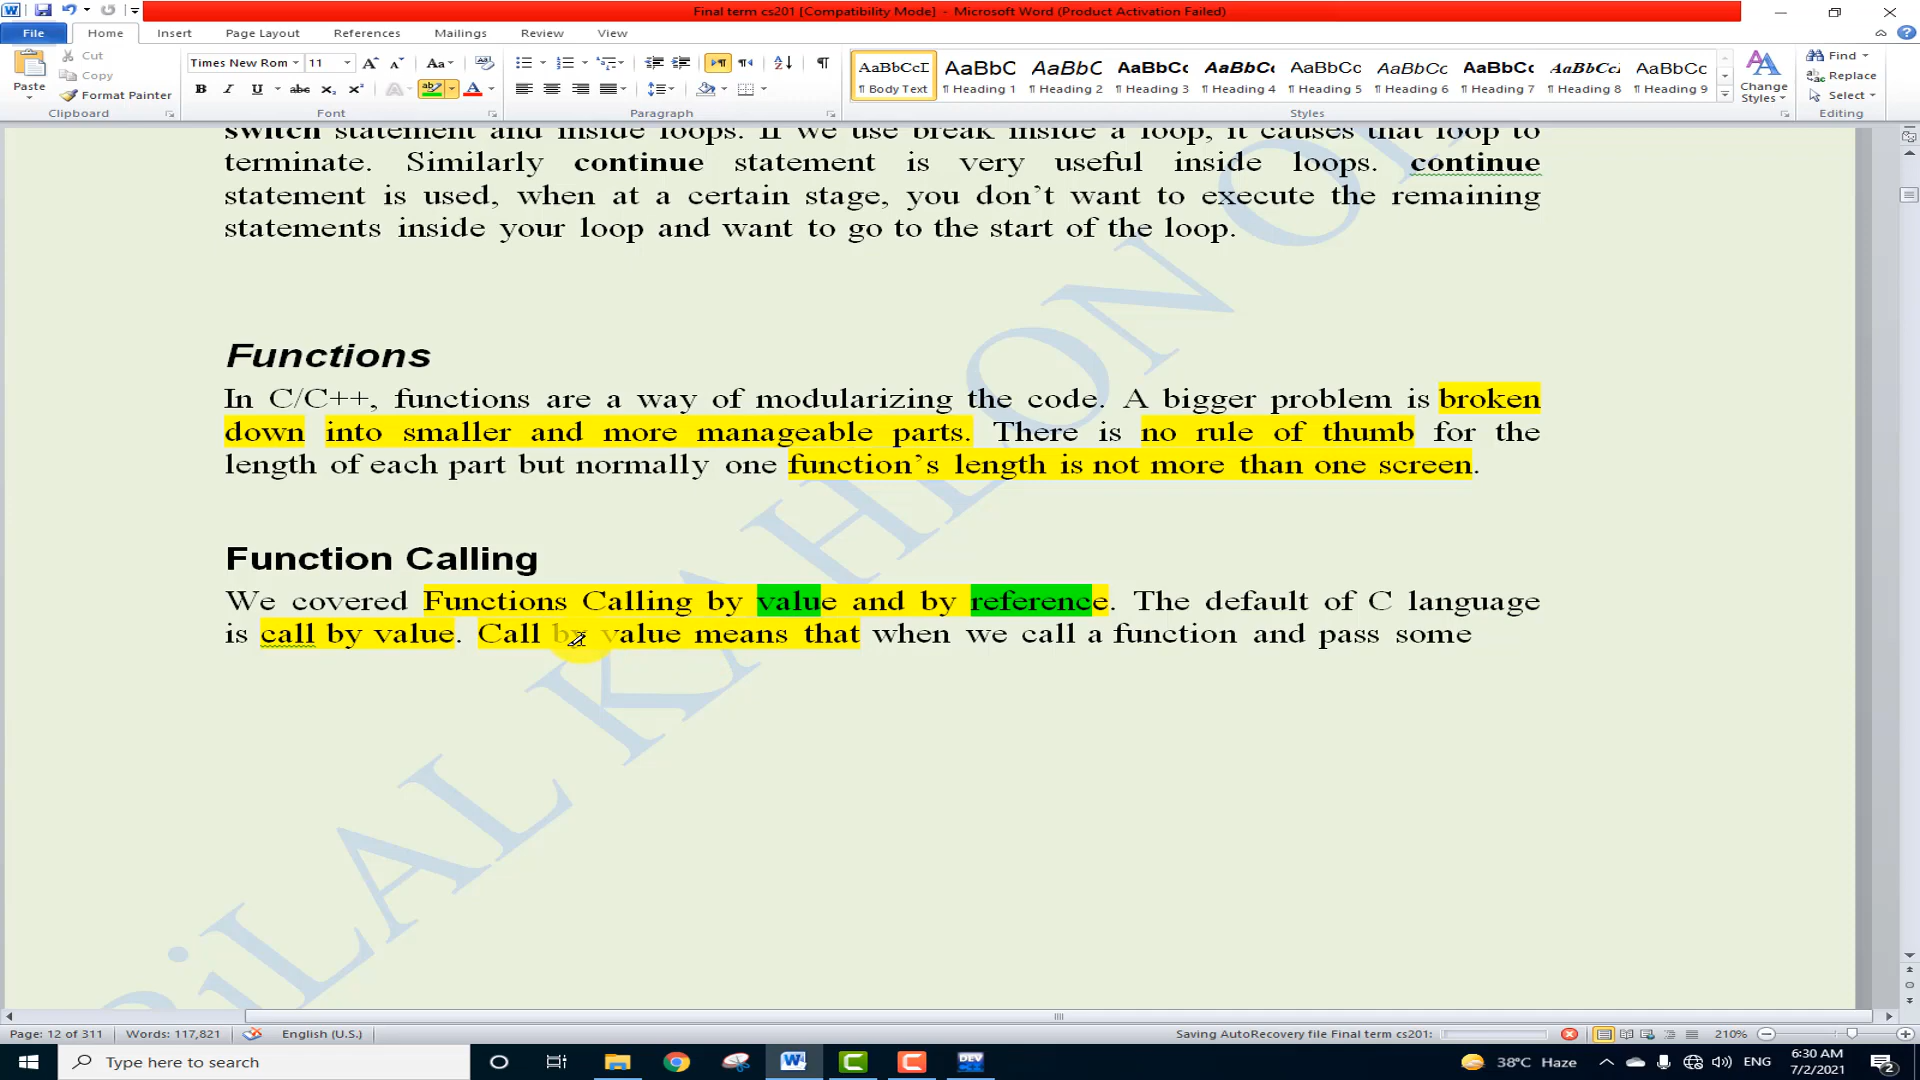 Final term cs201 [Compatibility Mode] - Microsoft Word (Product Activation Failed)
File Home Insert Page Layout References Mailings Review View
Paste
Cut
Copy
Format Painter
Clipboard
Times New Rom 11
Font
Paragraph
AaBbCcD AaBbC AaBbC AaBbCc AaBbCc AaBbCc AaBbCc AaBbCc AaBbCc AaBbCc
¶ Body Text ¶ Heading 1 ¶ Heading 2 ¶ Heading 3 ¶ Heading 4 ¶ Heading 5 ¶ Heading 6 ¶ Heading 7 ¶ Heading 8 ¶ Heading 9
Styles
Change Styles
Find
Replace
Select
Editing
switch statement and inside loops. If we use break inside a loop, it causes that loop to
terminate. Similarly continue statement is very useful inside loops. continue
statement is used, when at a certain stage, you don’t want to execute the remaining
statements inside your loop and want to go to the start of the loop.
Functions
In C/C++, functions are a way of modularizing the code. A bigger problem is broken
down into smaller and more manageable parts. There is no rule of thumb for the
length of each part but normally one function’s length is not more than one screen.
Function Calling
We covered Functions Calling by value and by reference. The default of C language
is call by value. Call by value means that when we call a function and pass some
BiLAL KAHLON
Page: 12 of 311 Words: 117,821 English (U.S.) Saving AutoRecovery file Final term cs201: 210%
Type here to search
38°C Haze ENG
6:30 AM
7/2/2021
2